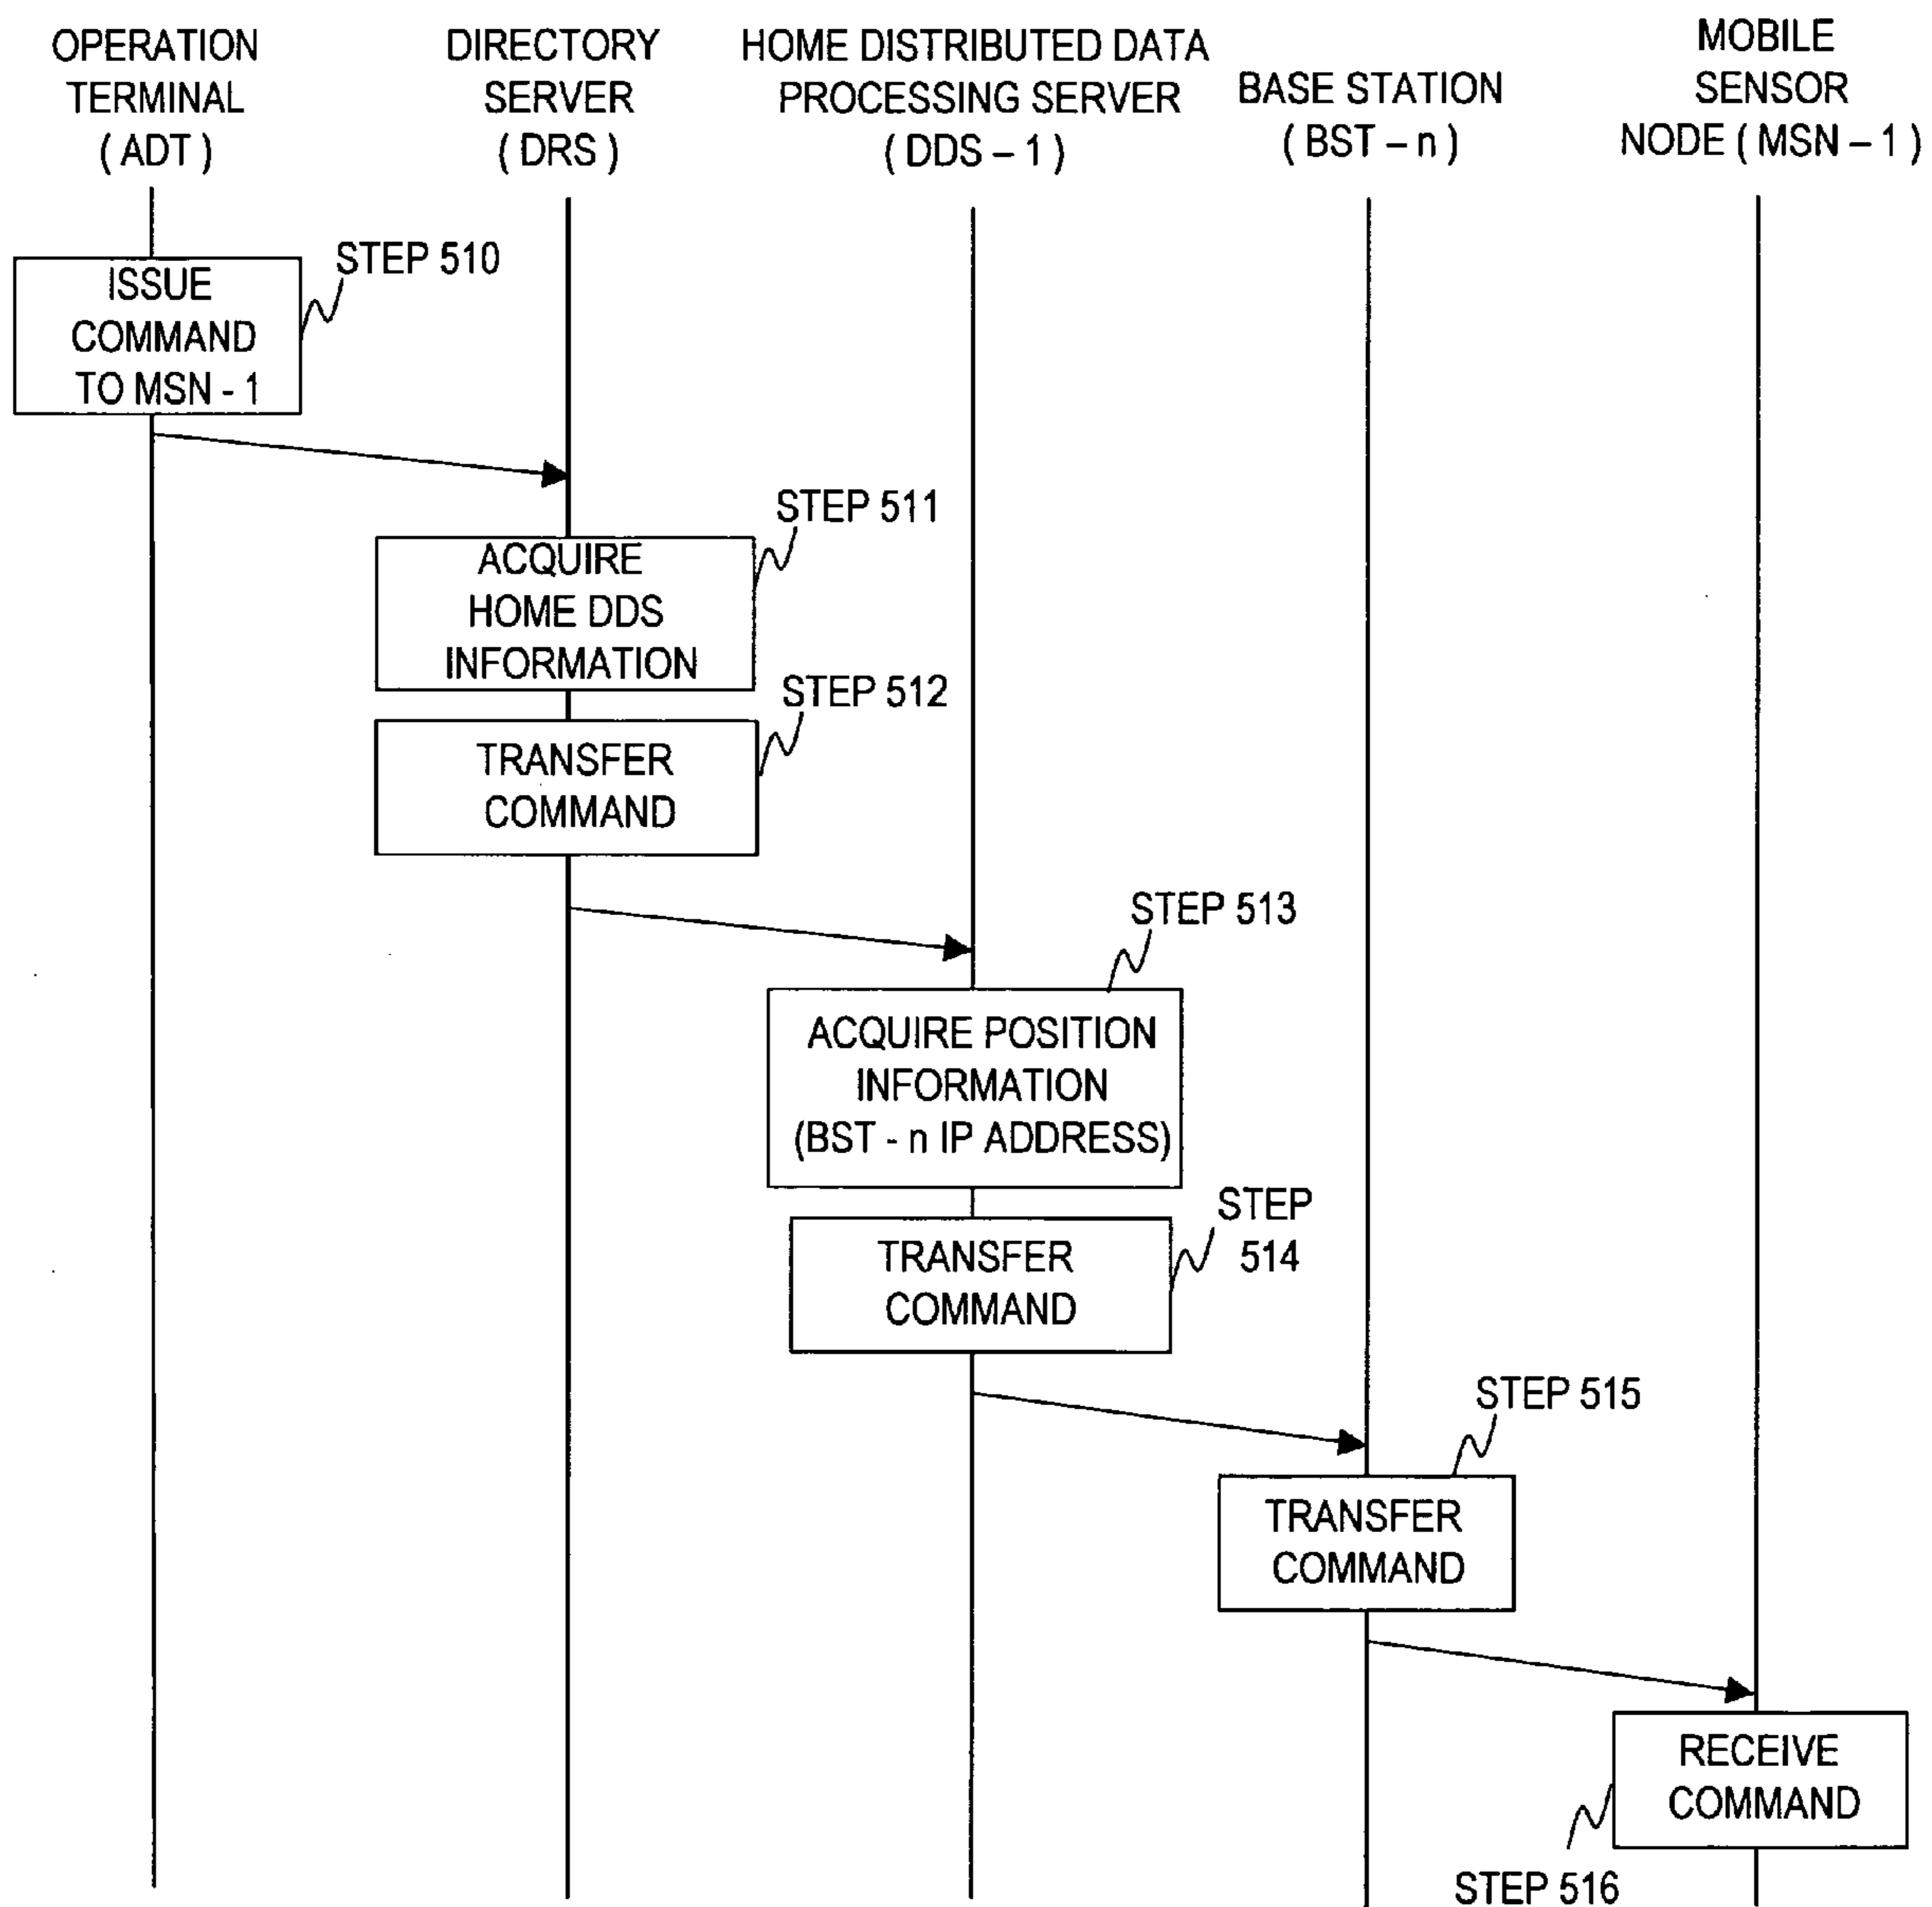 OPERATION
TERMINAL
( ADT )
DIRECTORY
SERVER
( DRS )
HOME DISTRIBUTED DATA
PROCESSING SERVER
( DDS – 1 )
BASE STATION
( BST – n )
MOBILE
SENSOR
NODE ( MSN – 1 )
STEP 510
ISSUE
COMMAND
TO MSN - 1
STEP 511
ACQUIRE
HOME DDS
INFORMATION
STEP 512
TRANSFER
COMMAND
STEP 513
ACQUIRE POSITION
INFORMATION
(BST - n IP ADDRESS)
STEP
514
TRANSFER
COMMAND
STEP 515
TRANSFER
COMMAND
RECEIVE
COMMAND
STEP 516